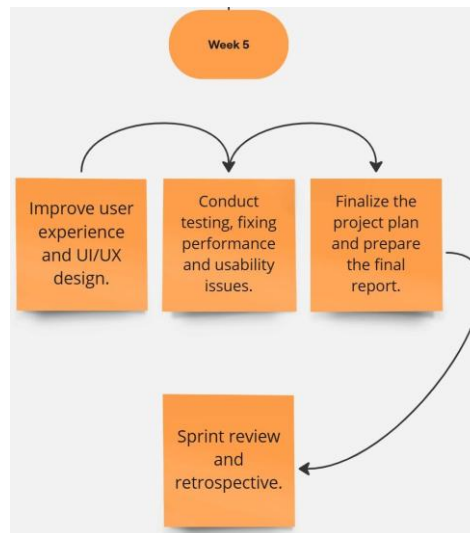 Week 5
Improve user
experience
and UI/UX
design.
Conduct
testing, fixing
performance
and usability
issues.
Finalize the
project plan
and prepare
the final
report.
Sprint review
and
retrospective.